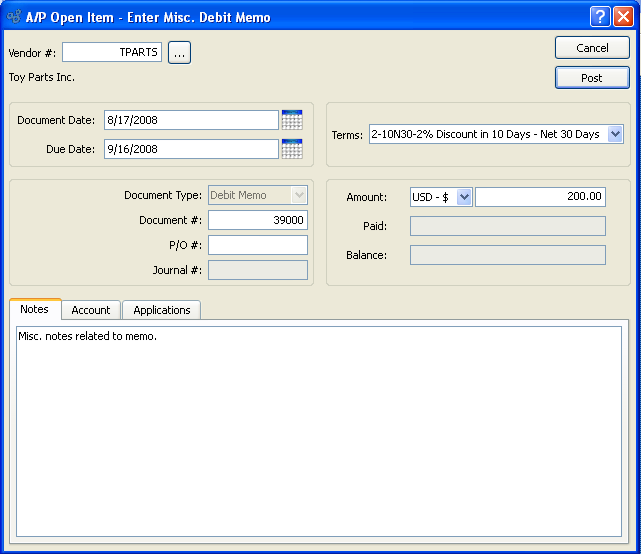 A/P Open Item - Enter Misc. Debit Memo
Vendor #: TPARTS ...
Cancel
Toy Parts Inc.
Post
Document Date: 8/17/2008
Due Date: 9/16/2008
Terms: 2-10N30-2% Discount in 10 Days - Net 30 Days
Document Type: Debit Memo
Document #: 39000
P/O #:
Journal #:
Amount: USD - $ 200.00
Paid:
Balance:
Notes Account Applications
Misc. notes related to memo.